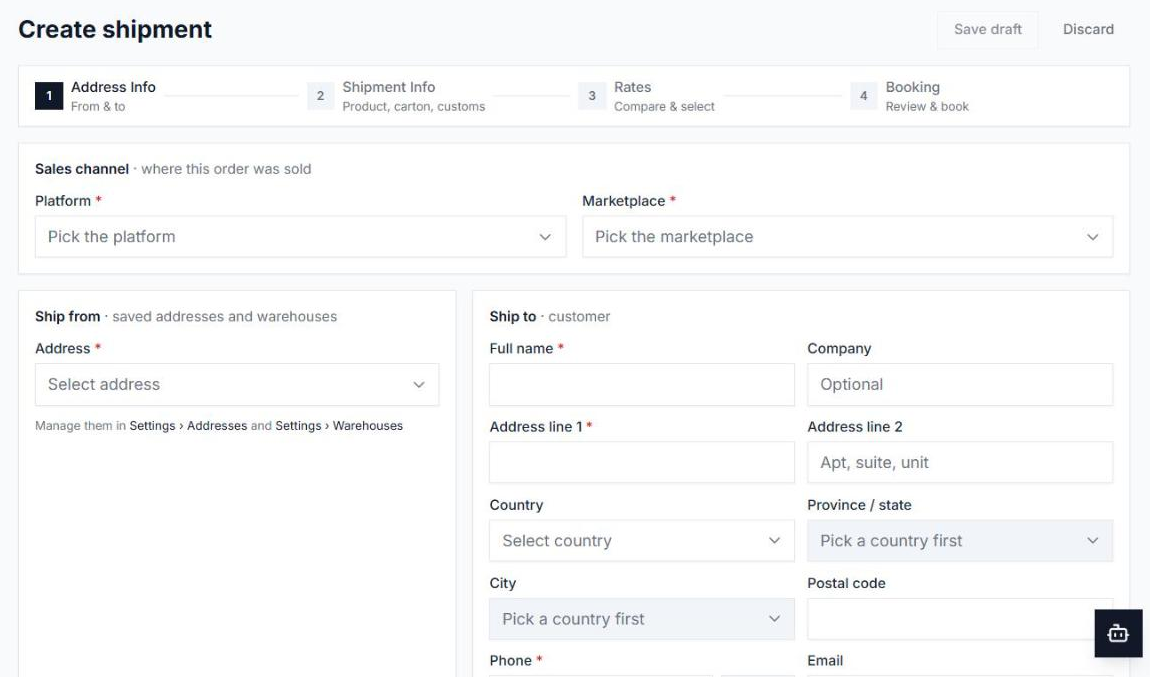 Create shipment
Save draft
Discard
1
Address Info
From & to
2
Shipment Info
Product, carton, customs
3
Rates
Compare & select
4
Booking
Review & book
Sales channel · where this order was sold
Platform *
Pick the platform
Marketplace *
Pick the marketplace
Ship from · saved addresses and warehouses
Address *
Select address
Manage them in Settings › Addresses and Settings › Warehouses
Ship to · customer
Full name *
Company
Optional
Address line 1 *
Address line 2
Apt, suite, unit
Country
Select country
Province / state
Pick a country first
City
Pick a country first
Postal code
Phone *
Email